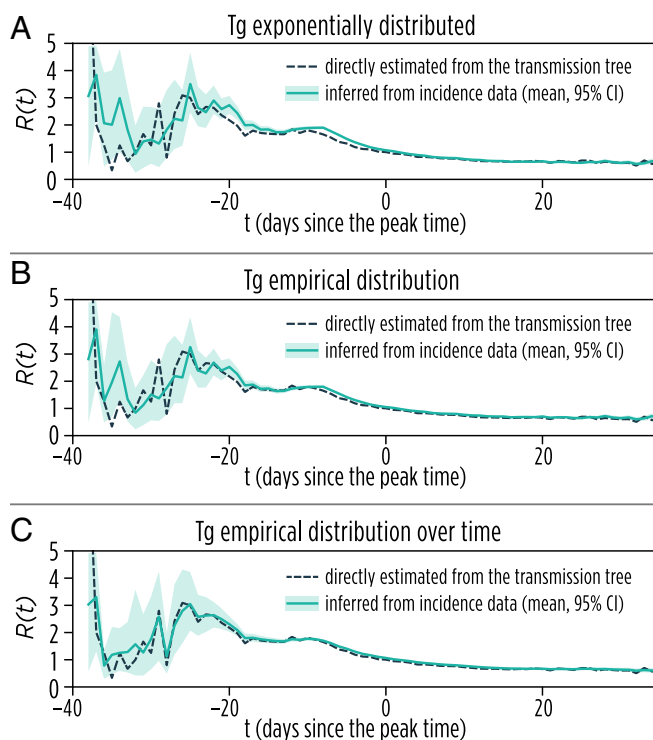 A
Tg exponentially distributed
5
4
3
2
1
0
R(t)
directly estimated from the transmission tree
inferred from incidence data (mean, 95% CI)
−40
−20
0
20
t (days since the peak time)
B
Tg empirical distribution
5
4
3
2
1
0
R(t)
directly estimated from the transmission tree
inferred from incidence data (mean, 95% CI)
−40
−20
0
20
t (days since the peak time)
C
Tg empirical distribution over time
5
4
3
2
1
0
R(t)
directly estimated from the transmission tree
inferred from incidence data (mean, 95% CI)
−40
−20
0
20
t (days since the peak time)